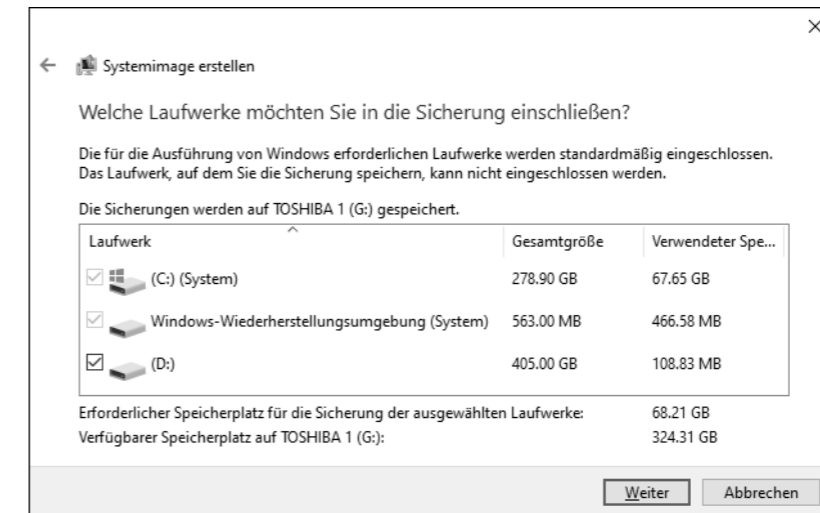 Systemimage erstellen
Welche Laufwerke möchten Sie in die Sicherung einschließen?
Die für die Ausführung von Windows erforderlichen Laufwerke werden standardmäßig eingeschlossen.
Das Laufwerk, auf dem Sie die Sicherung speichern, kann nicht eingeschlossen werden.
Die Sicherungen werden auf TOSHIBA 1 (G:) gespeichert.
Laufwerk Gesamtgröße Verwendeter Spe...
(C:) (System) 278.90 GB 67.65 GB
Windows-Wiederherstellungsumgebung (System) 563.00 MB 466.58 MB
(D:) 405.00 GB 108.83 MB
Erforderlicher Speicherplatz für die Sicherung der ausgewählten Laufwerke: 68.21 GB
Verfügbarer Speicherplatz auf TOSHIBA 1 (G:): 324.31 GB
Weiter Abbrechen